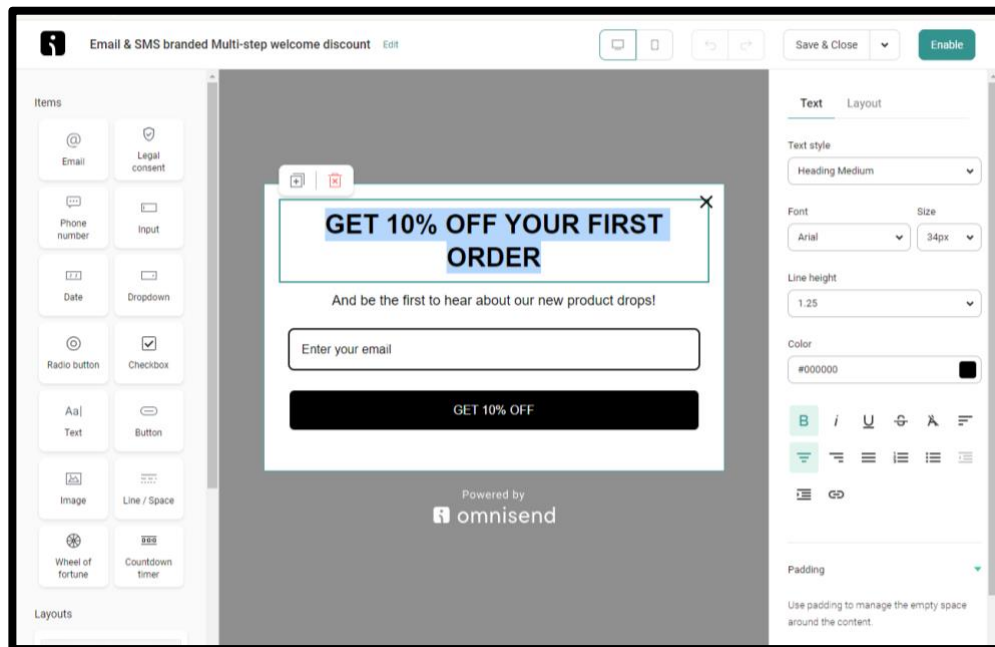 Email & SMS branded Multi-step welcome discount Edit
Save & Close
Enable
Items
@
Email
Legal
consent
Phone
number
Input
Date
Dropdown
Radio button
Checkbox
Aa|
Text
Button
Image
Line / Space
Wheel of
fortune
Countdown
timer
Layouts
GET 10% OFF YOUR FIRST
ORDER
And be the first to hear about our new product drops!
Enter your email
GET 10% OFF
Powered by
omnisend
Text Layout
Text style
Heading Medium
Font Size
Arial 34px
Line height
1.25
Color
#000000
B i U S A
Padding
Use padding to manage the empty space
around the content.